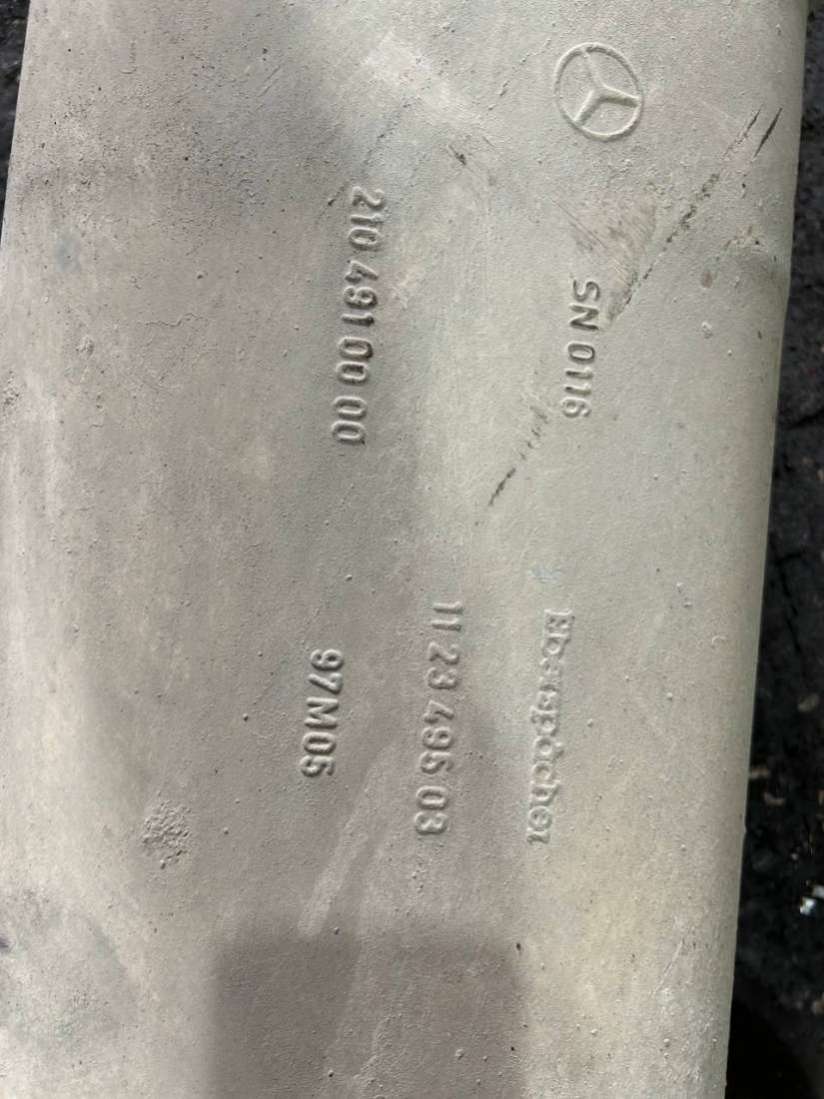 SN 0116
210 491 00 00
Eberspächer
11 23 495 03
97M05